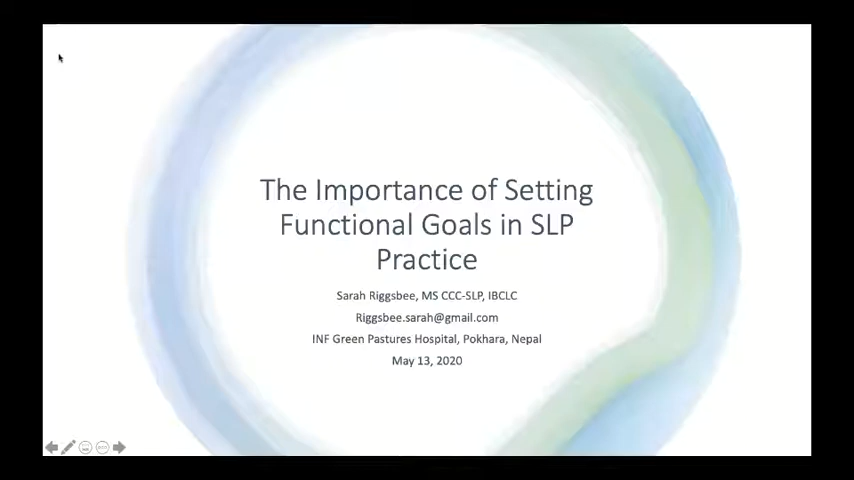 The Importance of Setting
Functional Goals in SLP
Practice
Sarah Riggsbee, MS CCC-SLP, IBCLC
Riggsbee.sarah@gmail.com
INF Green Pastures Hospital, Pokhara, Nepal
May 13, 2020